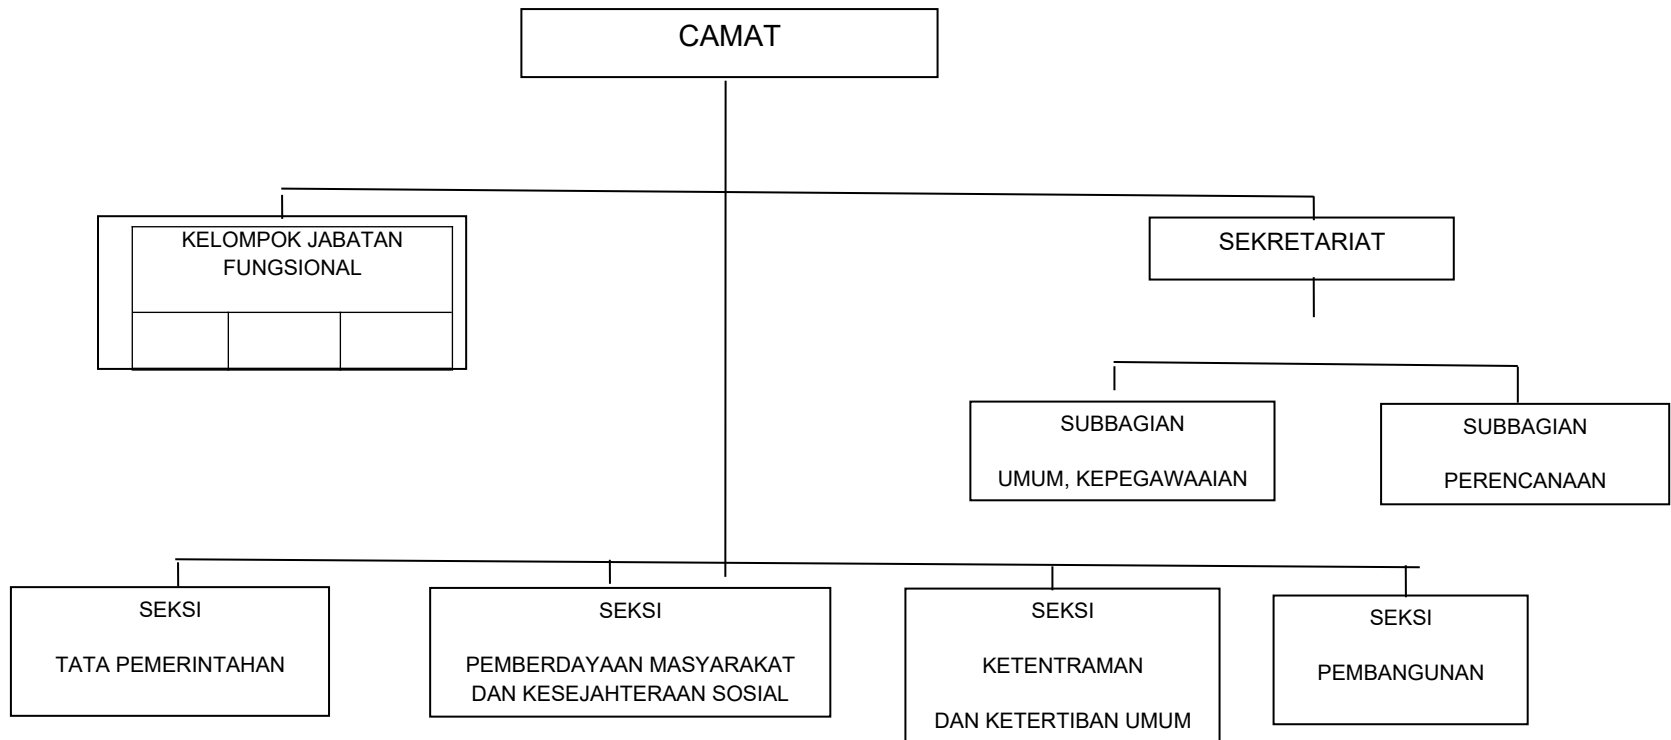 CAMAT
KELOMPOK JABATAN
FUNGSIONAL
SEKRETARIAT
SUBBAGIAN
UMUM, KEPEGAWAAIAN
SUBBAGIAN
PERENCANAAN
SEKSI
TATA PEMERINTAHAN
SEKSI
PEMBERDAYAAN MASYARAKAT
DAN KESEJAHTERAAN SOSIAL
SEKSI
KETENTRAMAN
DAN KETERTIBAN UMUM
SEKSI
PEMBANGUNAN